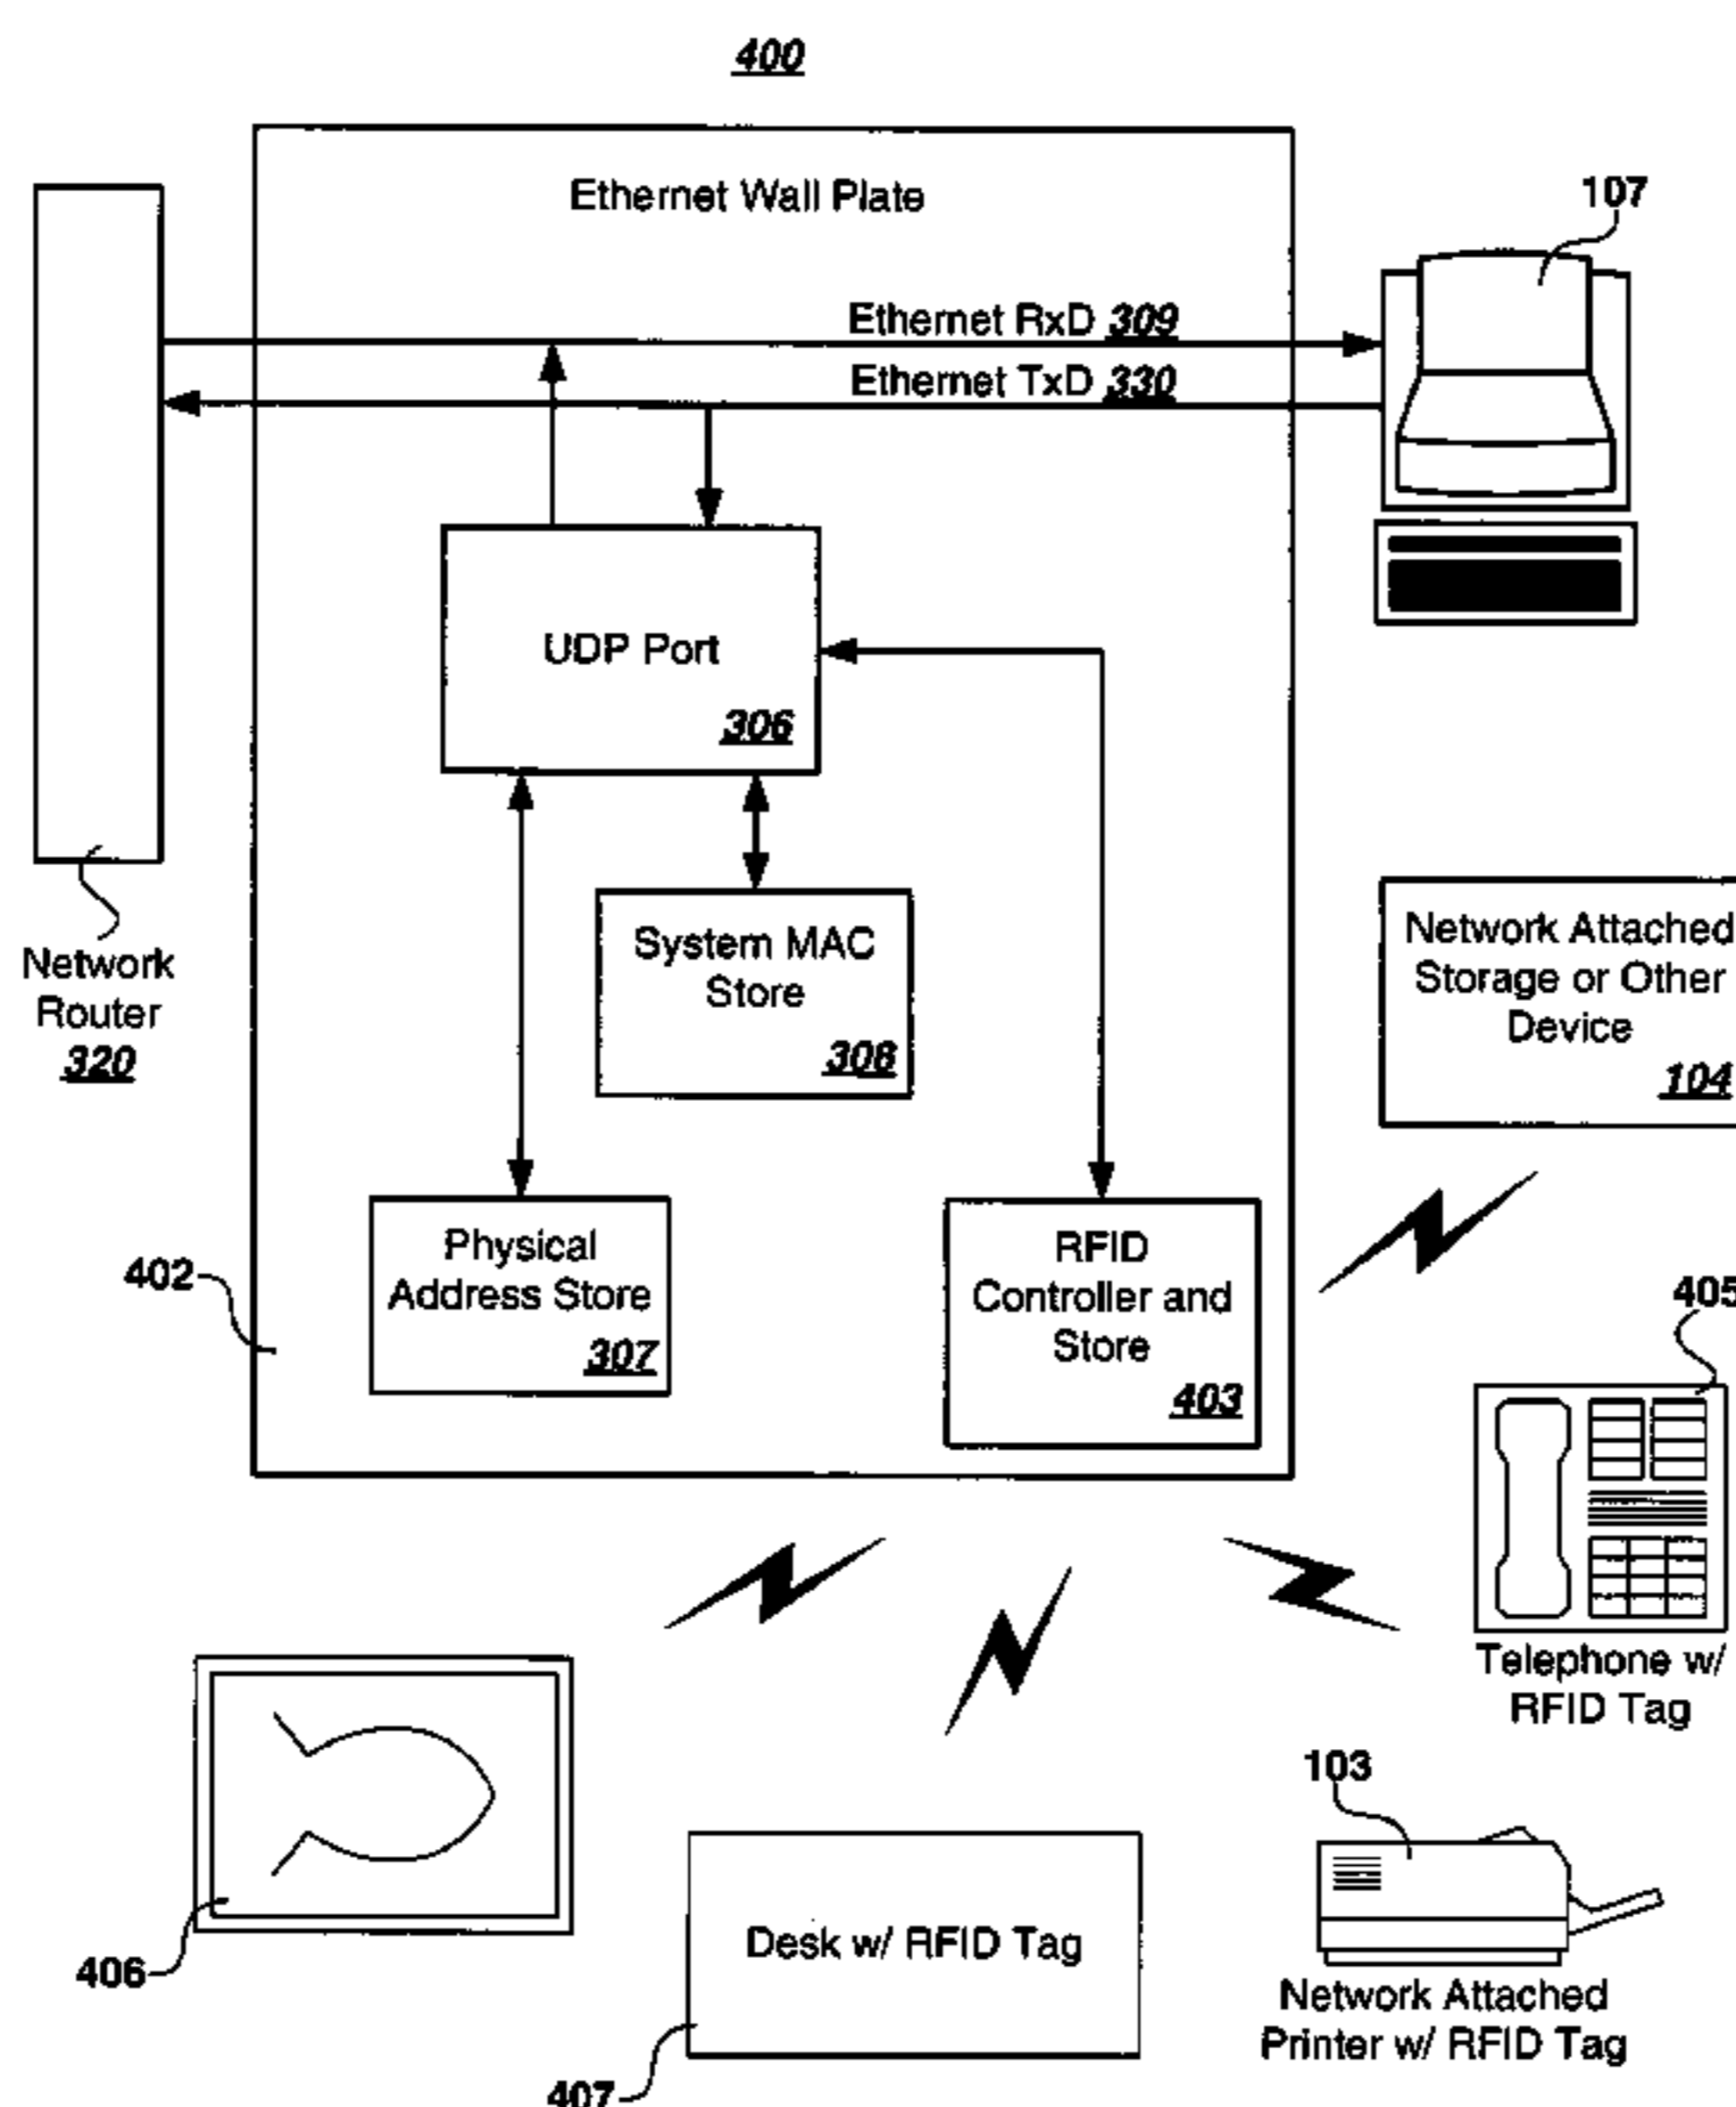 400
Ethernet Wall Plate
107
Ethernet RxD 309
Ethernet TxD 330
UDP Port
306
Network
Router
320
System MAC
Store
308
Network Attached
Storage or Other
Device
104
Physical
Address Store
307
402
RFID
Controller and
Store
403
405
Telephone w/
RFID Tag
103
406
Desk w/ RFID Tag
407
Network Attached
Printer w/ RFID Tag